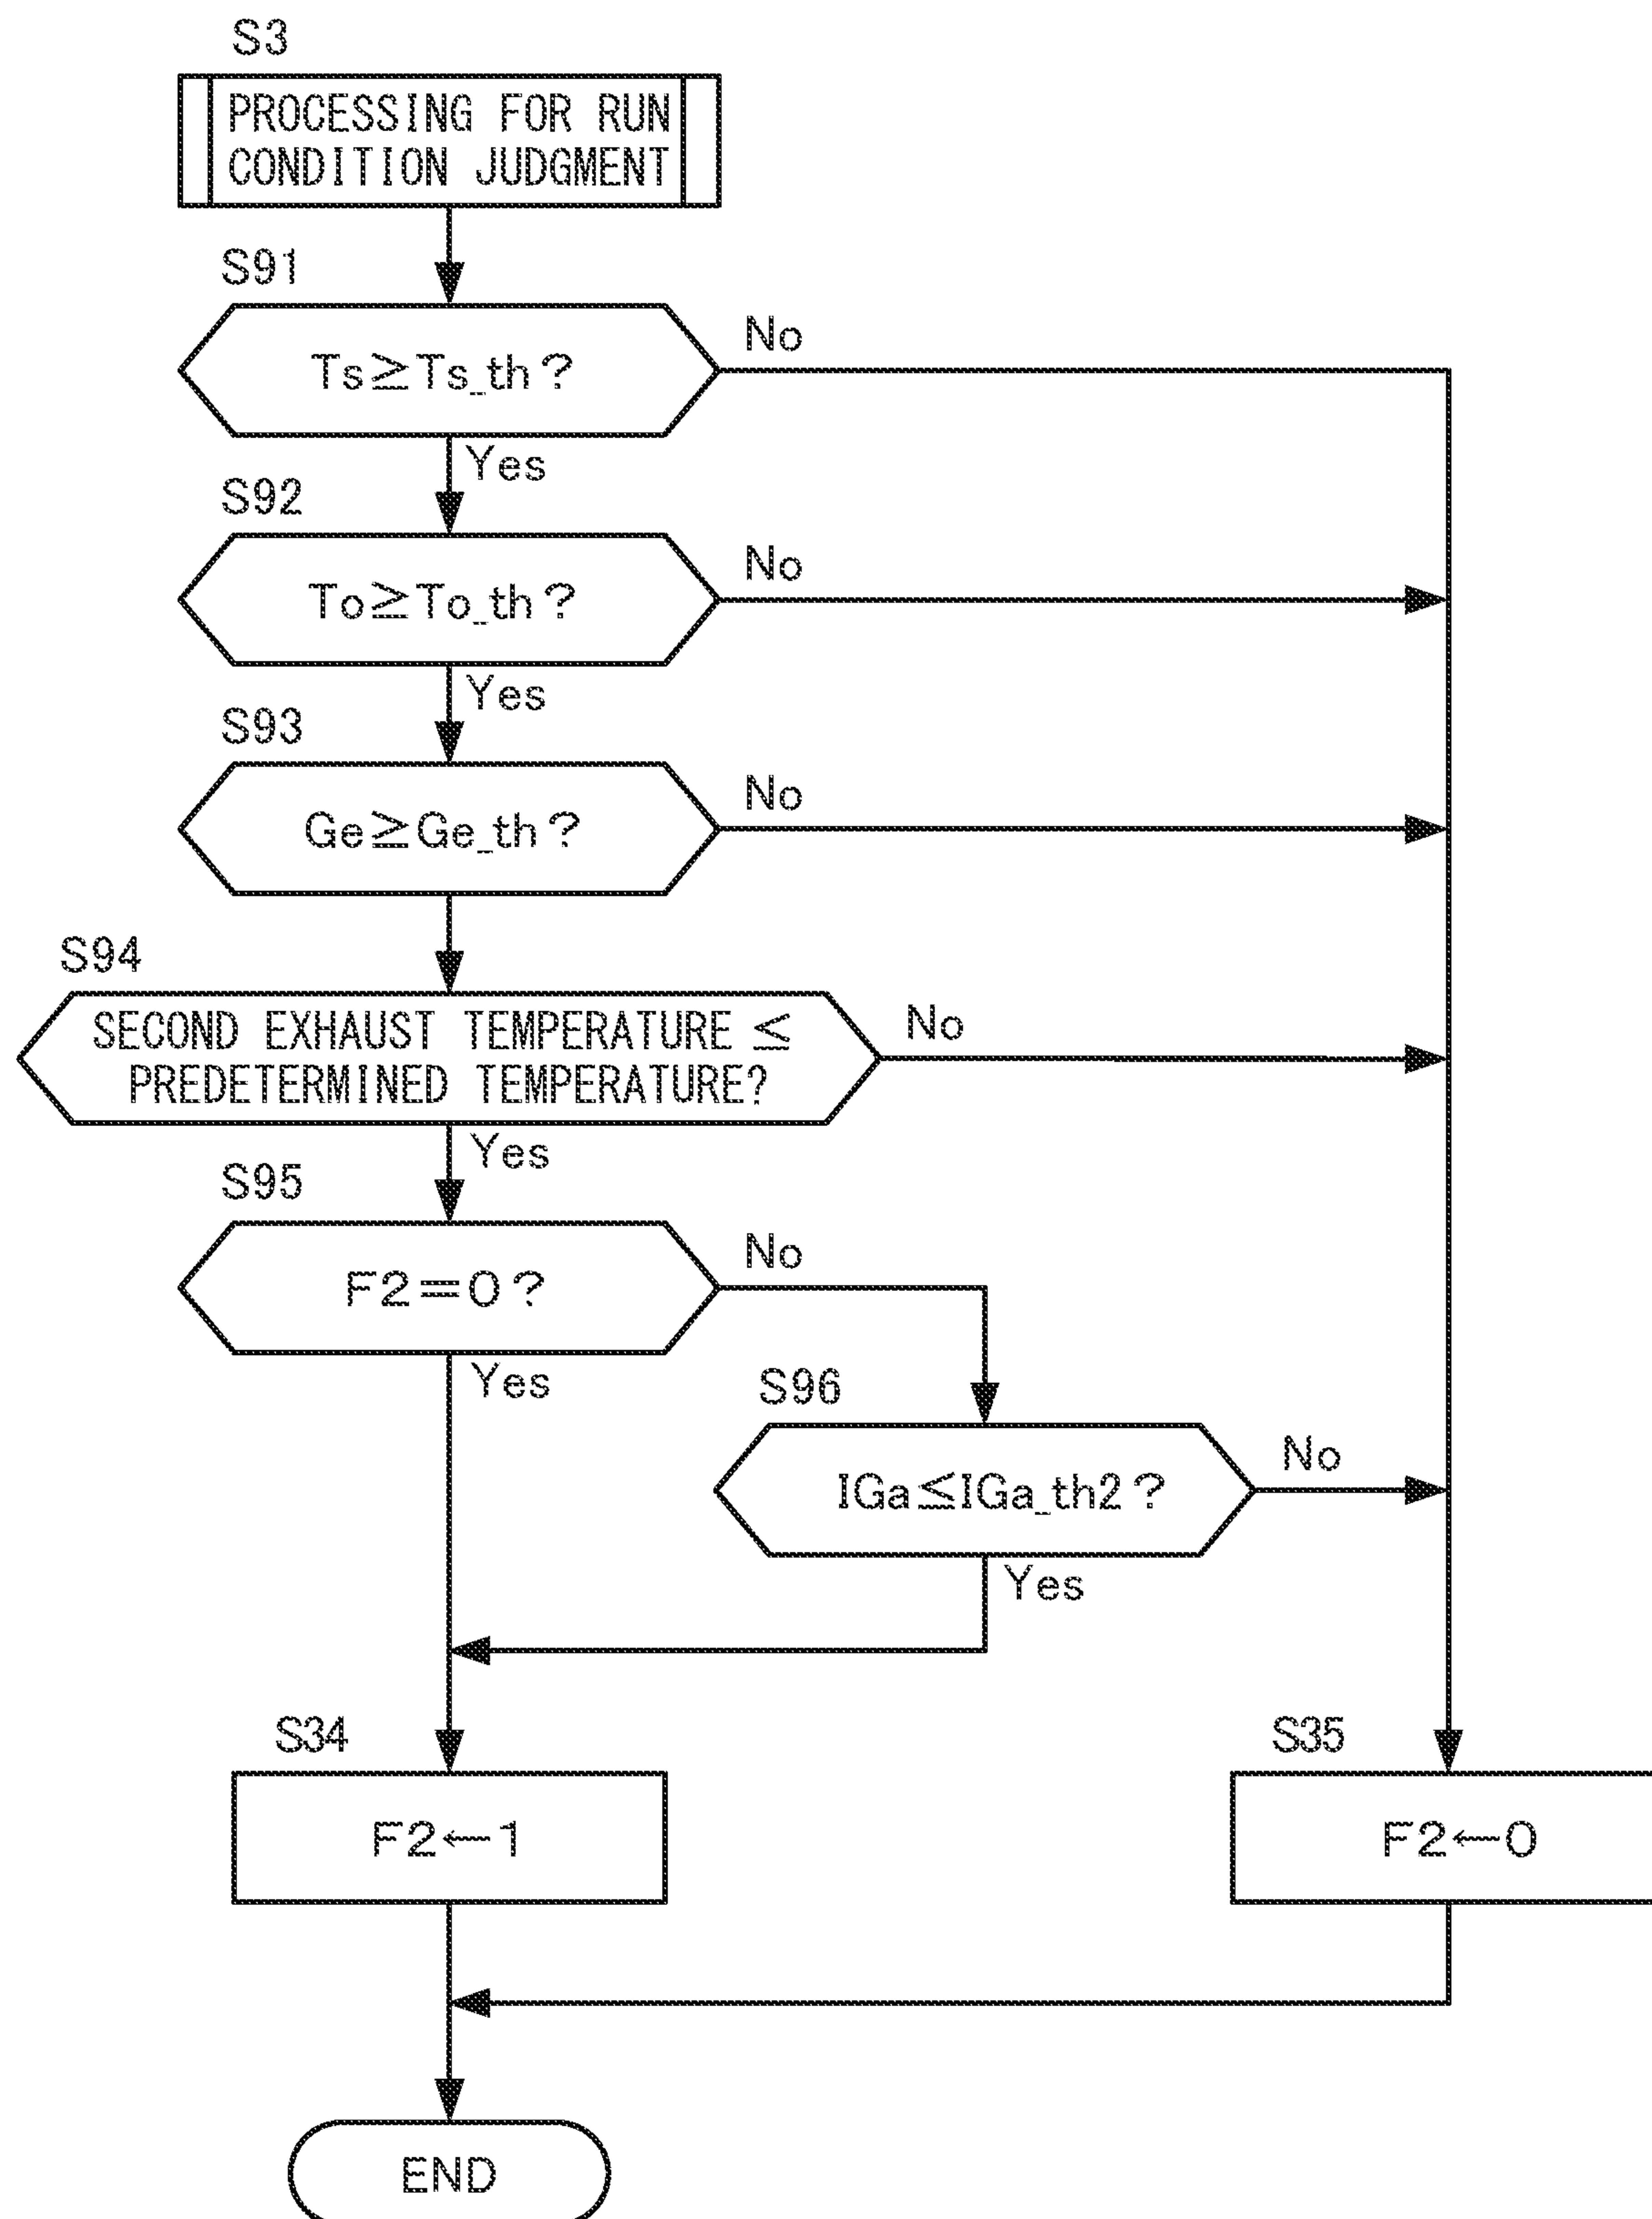 S3
PROCESSING FOR RUN
CONDITION JUDGMENT
S91
Ts≧Ts_th?
No
Yes
S92
To≧To_th?
No
Yes
S93
Ge≧Ge_th?
No
S94
SECOND EXHAUST TEMPERATURE ≦
PREDETERMINED TEMPERATURE?
No
Yes
S95
F2=0?
No
Yes
S96
IGa≦IGa_th2?
No
Yes
S34
F2←1
S35
F2←0
END